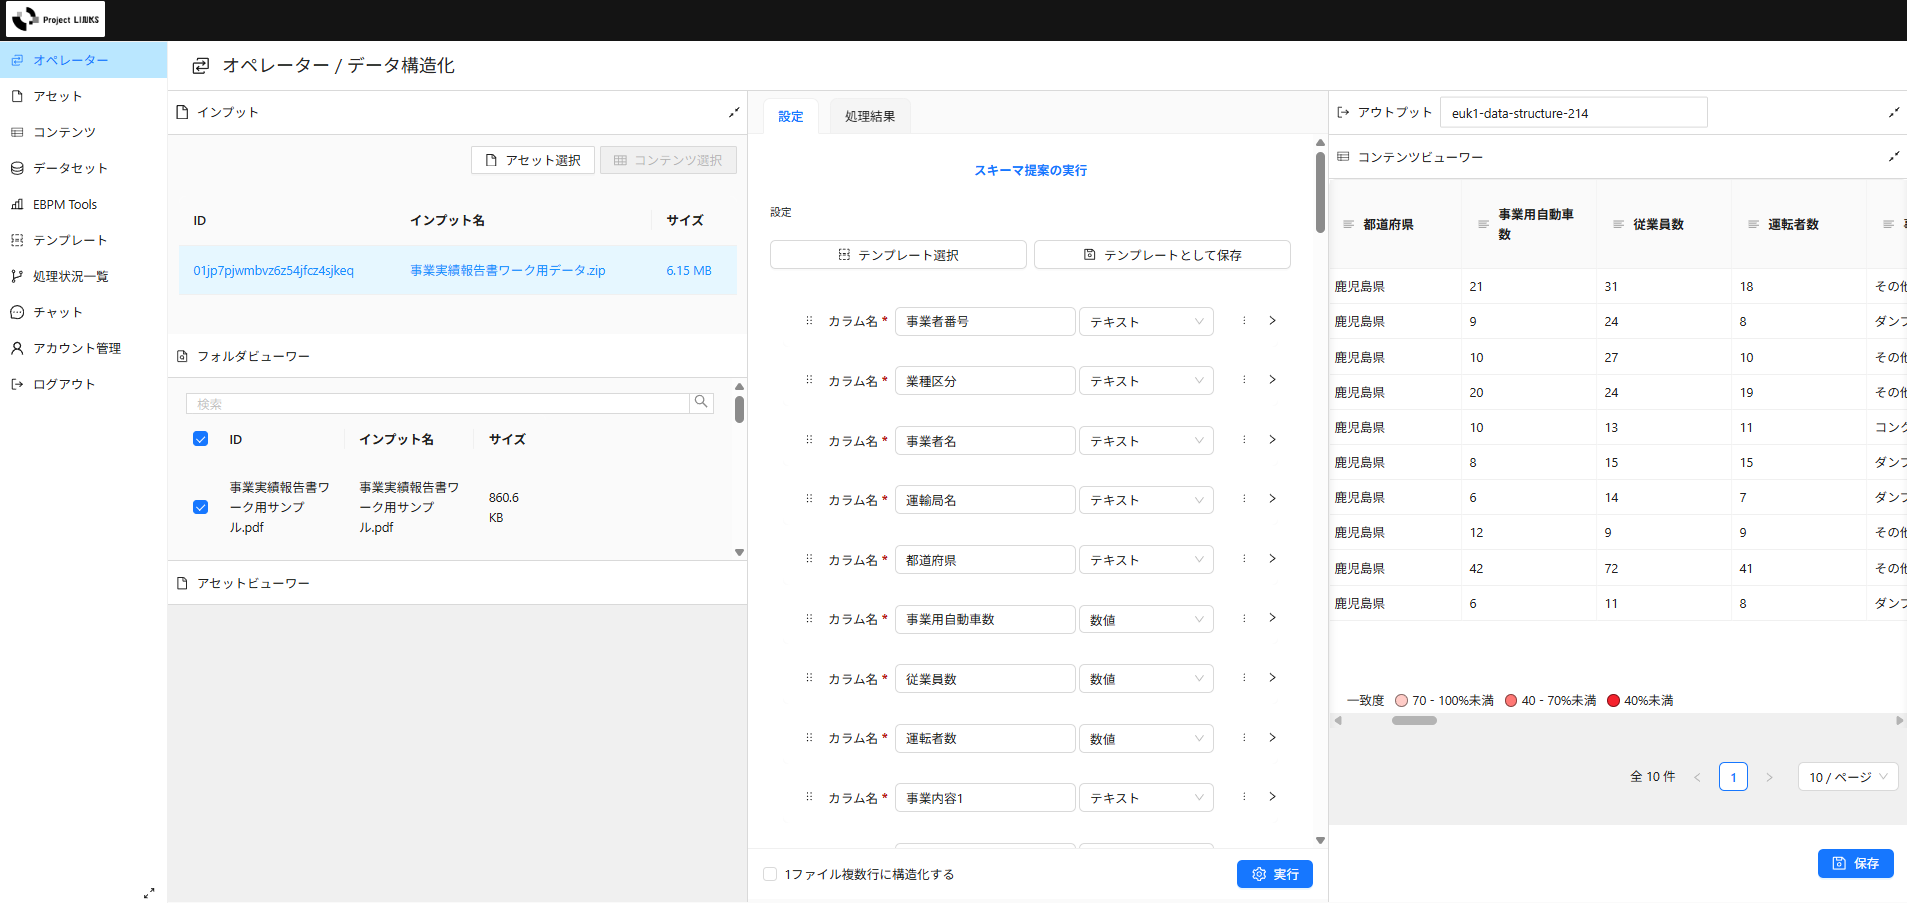 Project LINKS
オペレーター
アセット
コンテンツ
データセット
EBPM Tools
テンプレート
処理状況一覧
チャット
アカウント管理
ログアウト
オペレーター / データ構造化
インプット
アセット選択
コンテンツ選択
ID インプット名 サイズ
01jp7pjwmbvz6z54jfcz4sjkeq 事業実績報告書ワーク用データ.zip 6.15 MB
フォルダビューワー
検索
ID インプット名 サイズ
事業実績報告書ワ
ーク用サンプ
ル.pdf
事業実績報告書ワ
ーク用サンプ
ル.pdf
860.6
KB
アセットビューワー
設定 処理結果
スキーマ提案の実行
設定
テンプレート選択 テンプレートとして保存
カラム名 * 事業者番号 テキスト
カラム名 * 業種区分 テキスト
カラム名 * 事業者名 テキスト
カラム名 * 運輸局名 テキスト
カラム名 * 都道府県 テキスト
カラム名 * 事業用自動車数 数値
カラム名 * 従業員数 数値
カラム名 * 運転者数 数値
カラム名 * 事業内容1 テキスト
1ファイル複数行に構造化する
実行
アウトプット euk1-data-structure-214
コンテンツビューワー
都道府県 事業用自動車
数 従業員数 運転者数
鹿児島県 21 31 18 その他
鹿児島県 9 24 8 ダンプ
鹿児島県 10 27 10 その他
鹿児島県 20 24 19 その他
鹿児島県 10 13 11 コンク
鹿児島県 8 15 15 ダンプ
鹿児島県 6 14 7 ダンプ
鹿児島県 12 9 9 その他
鹿児島県 42 72 41 その他
鹿児島県 6 11 8 ダンプ
一致度 70 - 100%未満 40 - 70%未満 40%未満
全 10 件 < 1 > 10 / ページ
保存